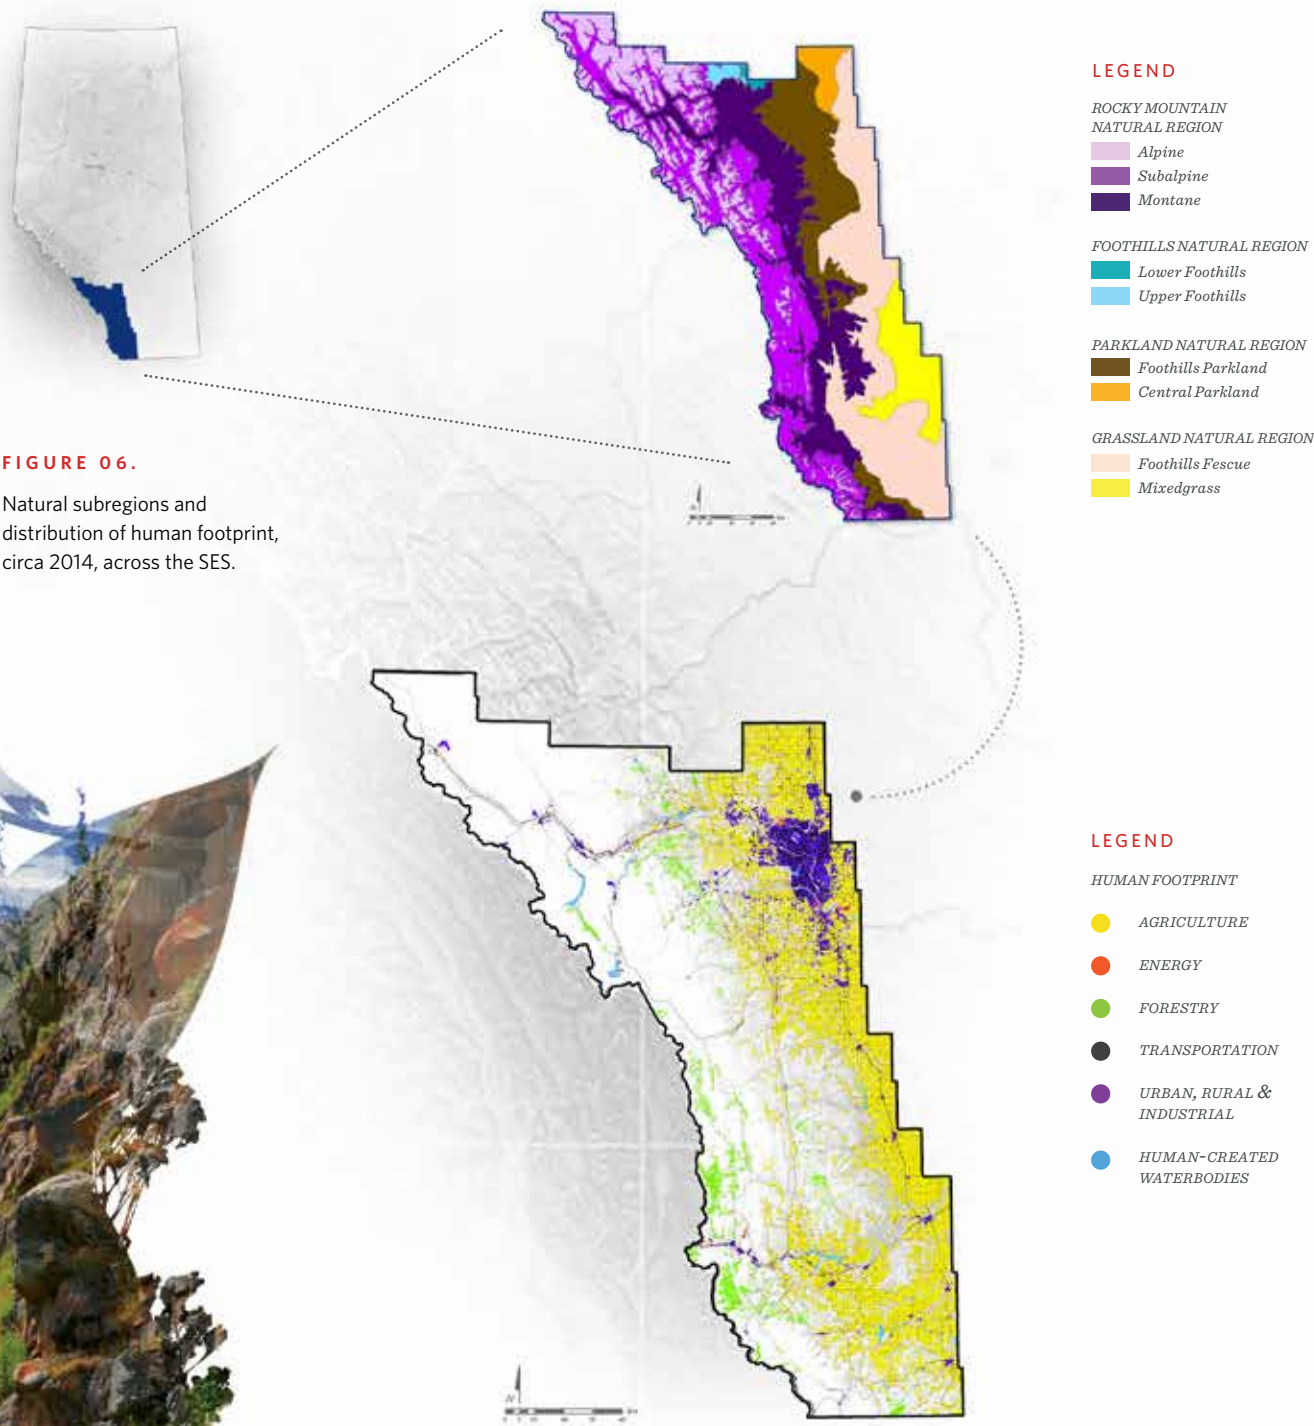 LEGEND
ROCKY MOUNTAIN
NATURAL REGION
Alpine
Subalpine
Montane
FOOTHILLS NATURAL REGION
Lower Foothills
Upper Foothills
PARKLAND NATURAL REGION
Foothills Parkland
Central Parkland
GRASSLAND NATURAL REGION
Foothills Fescue
Mixedgrass
FIGURE 06.
Natural subregions and
distribution of human footprint,
circa 2014, across the SES.
LEGEND
HUMAN FOOTPRINT
AGRICULTURE
ENERGY
FORESTRY
TRANSPORTATION
URBAN, RURAL &
INDUSTRIAL
HUMAN-CREATED
WATERBODIES
N